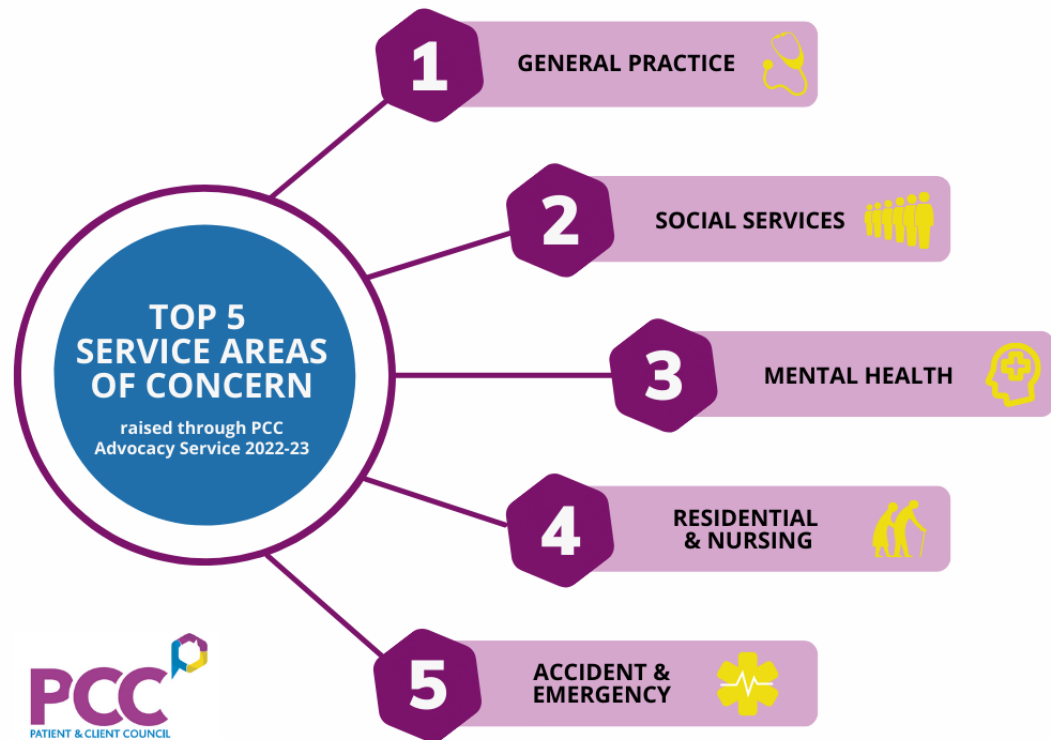 TOP 5
SERVICE AREAS
OF CONCERN
raised through PCC
Advocacy Service 2022-23
1
GENERAL PRACTICE
2
SOCIAL SERVICES
3
MENTAL HEALTH
4
RESIDENTIAL
& NURSING
5
ACCIDENT &
EMERGENCY
PCC
PATIENT & CLIENT COUNCIL